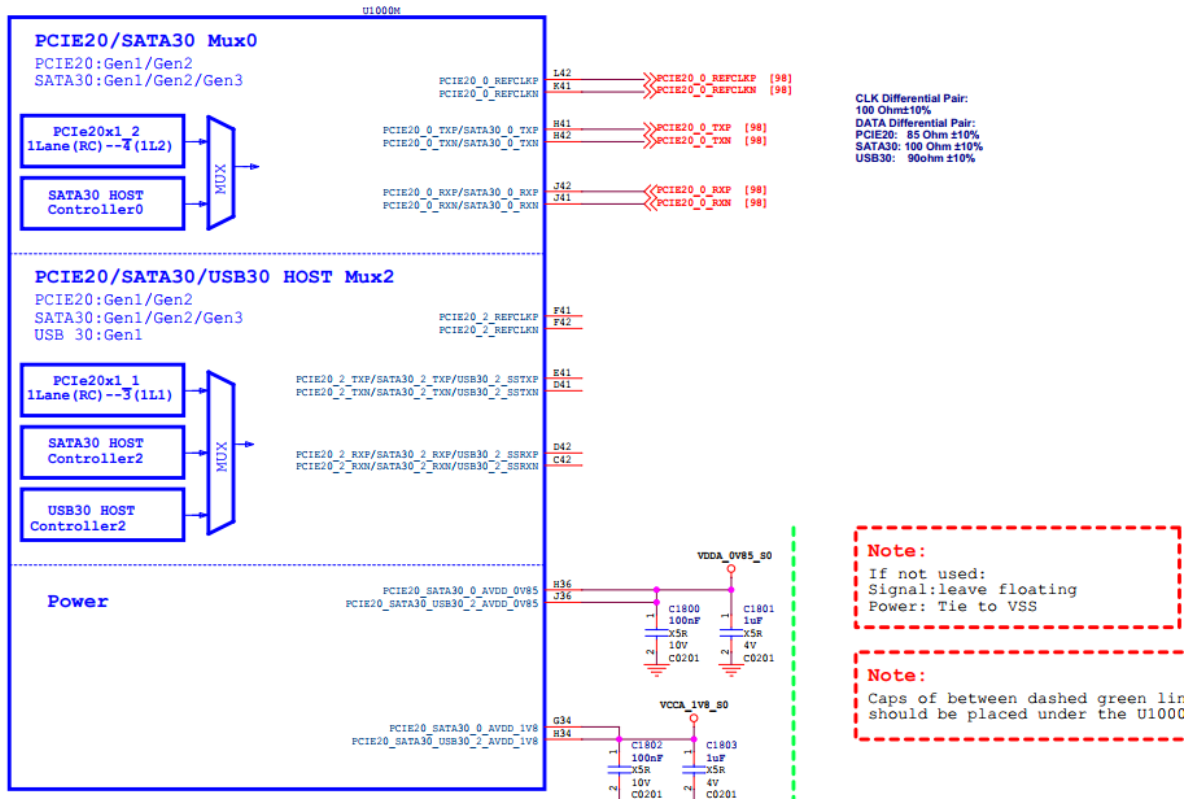 U1000M
PCIE20/SATA30 Mux0
PCIE20:Gen1/Gen2
SATA30:Gen1/Gen2/Gen3
PCIE20_0_REFCLKP L42 PCIE20_0_REFCLKP [98]
PCIE20_0_REFCLKN K41 PCIE20_0_REFCLKN [98]
PCIe20x1_2
1Lane(RC)--4(1L2)
MUX
SATA30 HOST
Controller0
PCIE20_0_TXP/SATA30_0_TXP H41 PCIE20_0_TXP [98]
PCIE20_0_TXN/SATA30_0_TXN H42 PCIE20_0_TXN [98]
PCIE20_0_RXP/SATA30_0_RXP J42 PCIE20_0_RXP [98]
PCIE20_0_RXN/SATA30_0_RXN J41 PCIE20_0_RXN [98]
CLK Differential Pair:
100 Ohm±10%
DATA Differential Pair:
PCIE20: 85 Ohm ±10%
SATA30: 100 Ohm ±10%
USB30: 90ohm ±10%
PCIE20/SATA30/USB30 HOST Mux2
PCIE20:Gen1/Gen2
SATA30:Gen1/Gen2/Gen3
USB 30:Gen1
PCIE20_2_REFCLKP F41
PCIE20_2_REFCLKN F42
PCIe20x1_1
1Lane(RC)--3(1L1)
SATA30 HOST
Controller2
MUX
USB30 HOST
Controller2
PCIE20_2_TXP/SATA30_2_TXP/USB30_2_SSTXP E41
PCIE20_2_TXN/SATA30_2_TXN/USB30_2_SSTXN D41
PCIE20_2_RXP/SATA30_2_RXP/USB30_2_SSRXP D42
PCIE20_2_RXN/SATA30_2_RXN/USB30_2_SSRXN C42
Power
VDDA_0V85_S0
PCIE20_SATA30_0_AVDD_0V85 H36
PCIE20_SATA30_USB30_2_AVDD_0V85 J36
1
C1800
100nF
X5R
10V
2
C0201
1
C1801
1uF
X5R
4V
2
C0201
VCCA_1V8_S0
PCIE20_SATA30_0_AVDD_1V8 G34
PCIE20_SATA30_USB30_2_AVDD_1V8 H34
1
C1802
100nF
X5R
10V
2
C0201
1
C1803
1uF
X5R
4V
2
C0201
Note:
If not used:
Signal:leave floating
Power: Tie to VSS
Note:
Caps of between dashed green lin
should be placed under the U1000